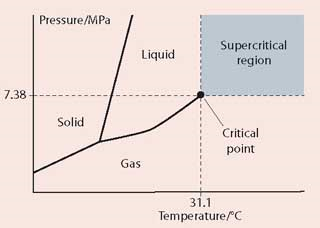 Pressure/MPa
Liquid
Supercritical
region
7.38
Solid
Critical
point
Gas
31.1
Temperature/°C